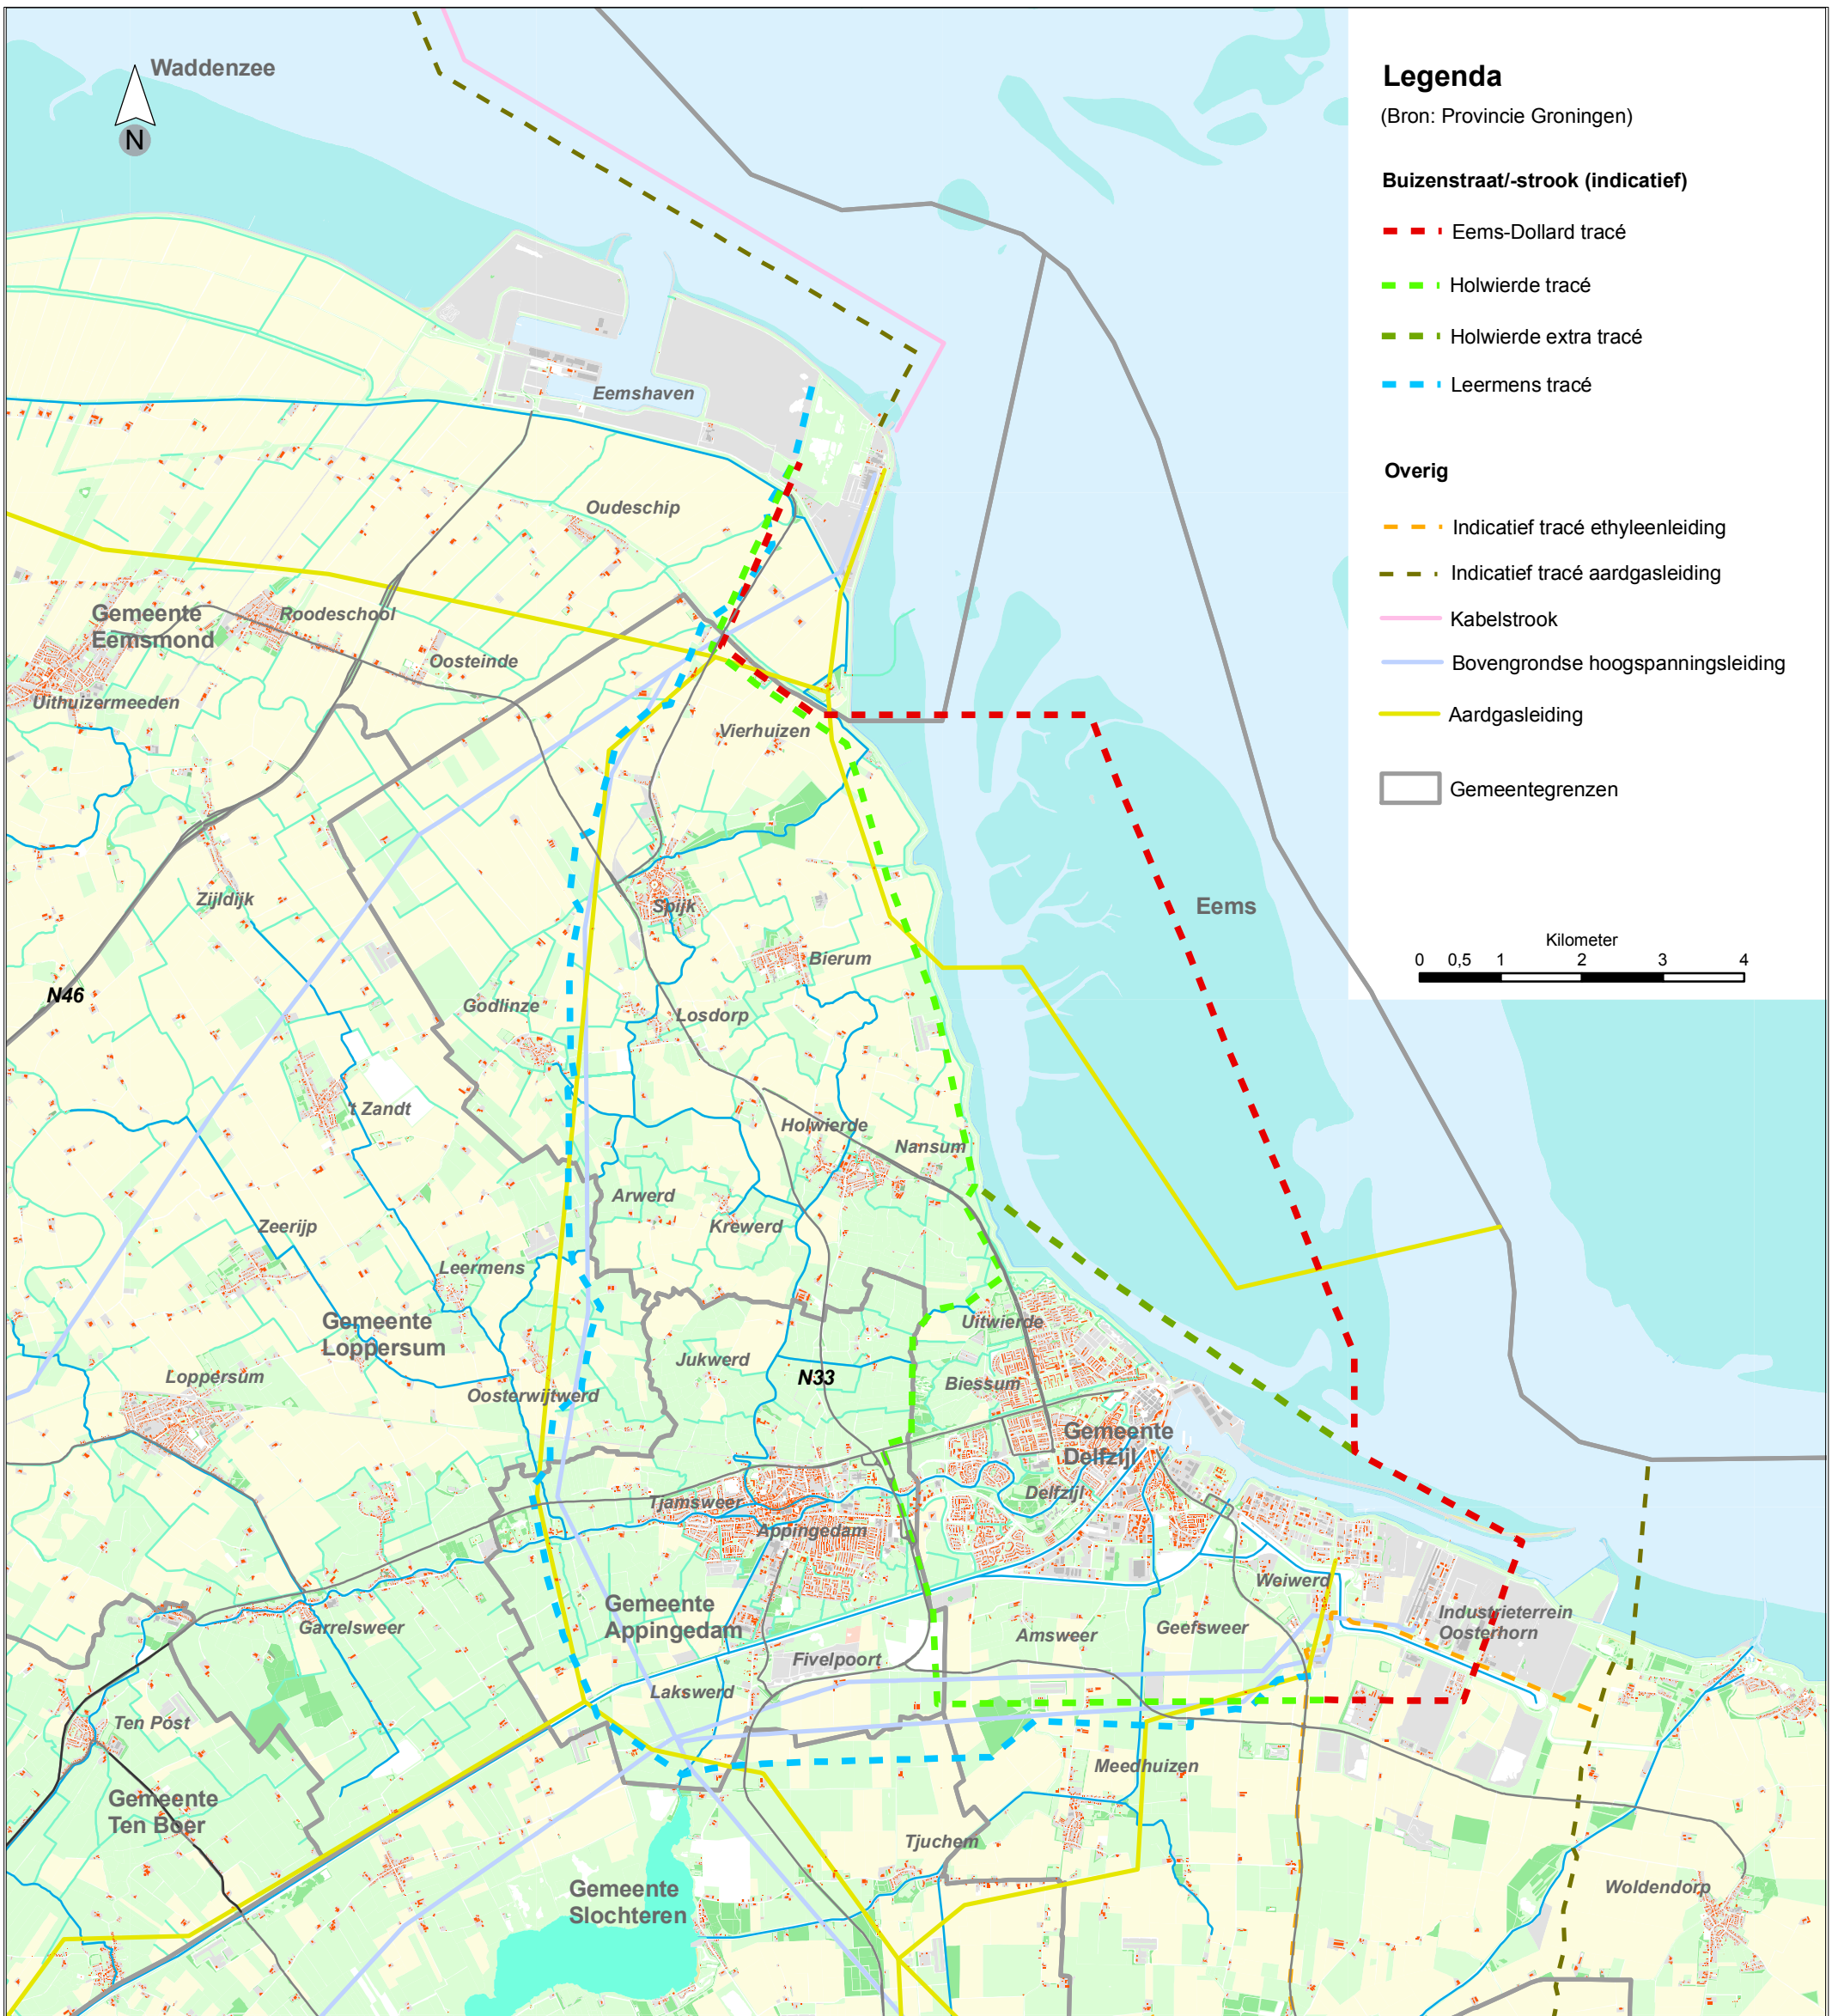 Waddenzee
N
Legenda
(Bron: Provincie Groningen)
Buizenstraat/-strook (indicatief)
Eems-Dollard tracé
Holwierde tracé
Holwierde extra tracé
Leermens tracé
Overig
Indicatief tracé ethyleenleiding
Indicatief tracé aardgasleiding
Kabelstrook
Bovengrondse hoogspanningsleiding
Aardgasleiding
Gemeentegrenzen
Kilometer
0 0,5 1 2 3 4
Eemshaven
Oudeschip
Gemeente
Eemsmond
Roodeschool
Oosteinde
Uithuizermeeden
Vierhuizen
Zijldijk
Spijk
Eems
Bierum
N46
Godlinze
Losdorp
't Zandt
Holwierde
Nansum
Arwerd
Krewerd
Zeerijp
Leermens
Gemeente
Loppersum
Uitwierde
Jukwerd
N33
Loppersum
Oosterwijtwerd
Biessum
Gemeente
Delfzijl
Delfzijl
Tjamsweer
Appingedam
Weiwerd
Gemeente
Appingedam
Industrieterrein
Oosterhorn
Garrelsweer
Amsweer
Geefsweer
Fivelpoort
Lakswerd
Ten Post
Meedhuizen
Gemeente
Ten Boer
Tjuchem
Gemeente
Slochteren
Woldendorp